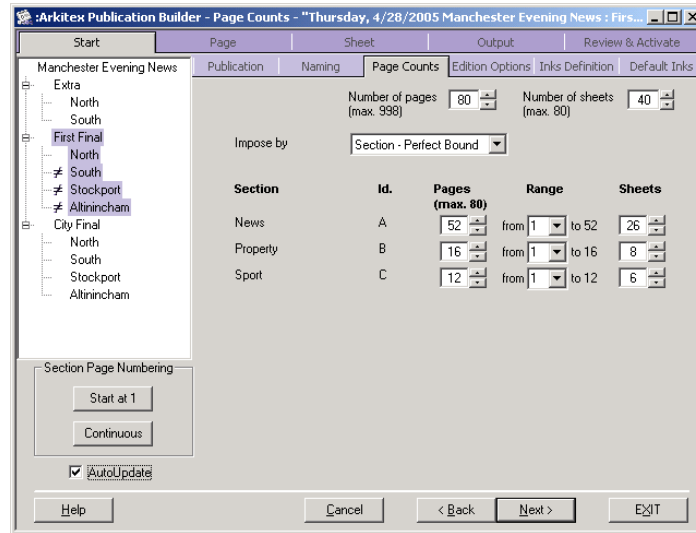 :Arkitex Publication Builder - Page Counts - "Thursday, 4/28/2005 Manchester Evening News : Firs...
Start Page Sheet Output Review & Activate
Manchester Evening News
Extra
North
South
First Final
North
≠ South
≠ Stockport
≠ Altinincham
City Final
North
South
Stockport
Altinincham
Section Page Numbering
Start at 1
Continuous
AutoUpdate
Publication Naming Page Counts Edition Options Inks Definition Default Inks
Number of pages 80 Number of sheets 40
(max. 998) (max. 80)
Impose by Section - Perfect Bound
Section Id. Pages Range Sheets
(max. 80)
News A 52 from 1 to 52 26
Property B 16 from 1 to 16 8
Sport C 12 from 1 to 12 6
Help Cancel < Back Next > EXIT